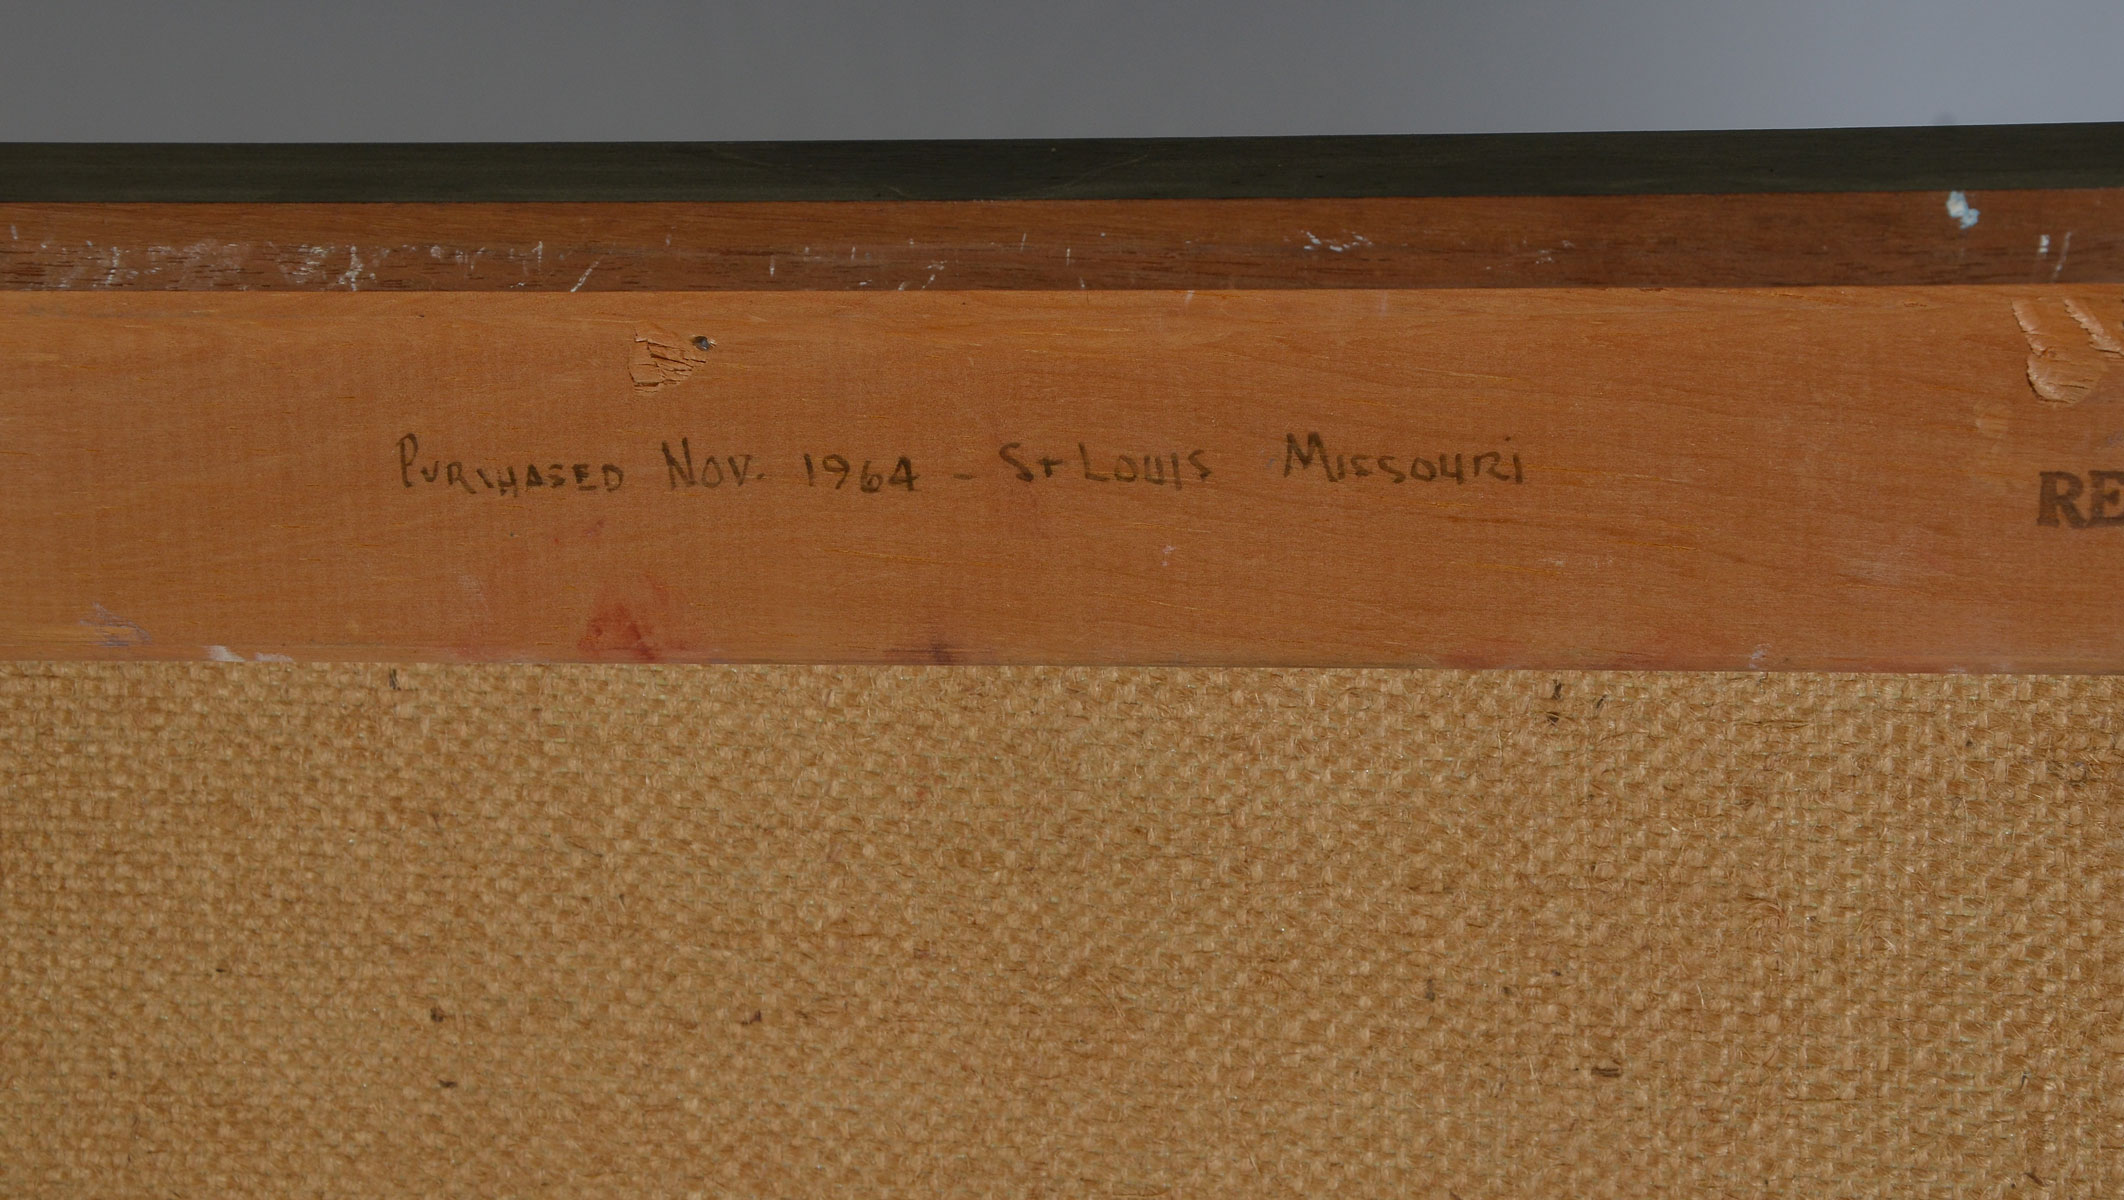 PURCHASED NOV. 1964 - ST LOUIS MISSOURI
RE